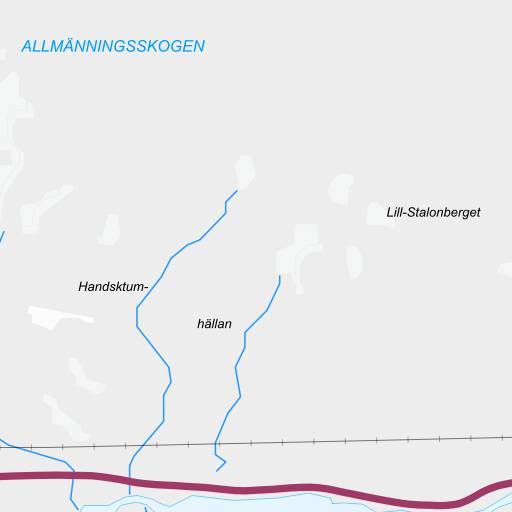 ALLMÄNNINGSSKOGEN
Lill-Stalonberget
Handsktum-
hällan